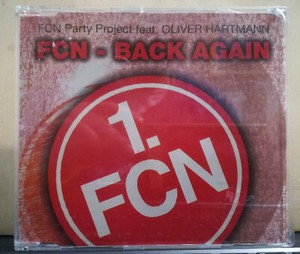 FCN Party Project feat. OLIVER HARTMANN
FCN - BACK AGAIN
1.
FCN